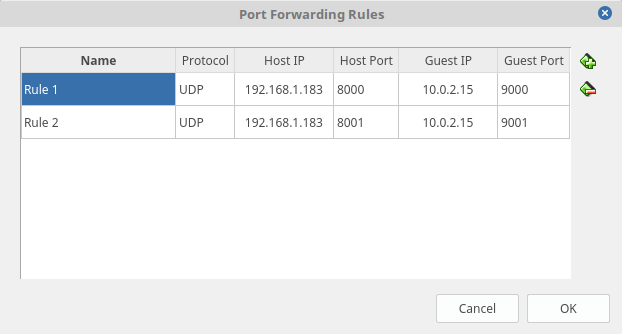 Port Forwarding Rules
Name Protocol Host IP Host Port Guest IP Guest Port
Rule 1 UDP 192.168.1.183 8000 10.0.2.15 9000
Rule 2 UDP 192.168.1.183 8001 10.0.2.15 9001
Cancel OK